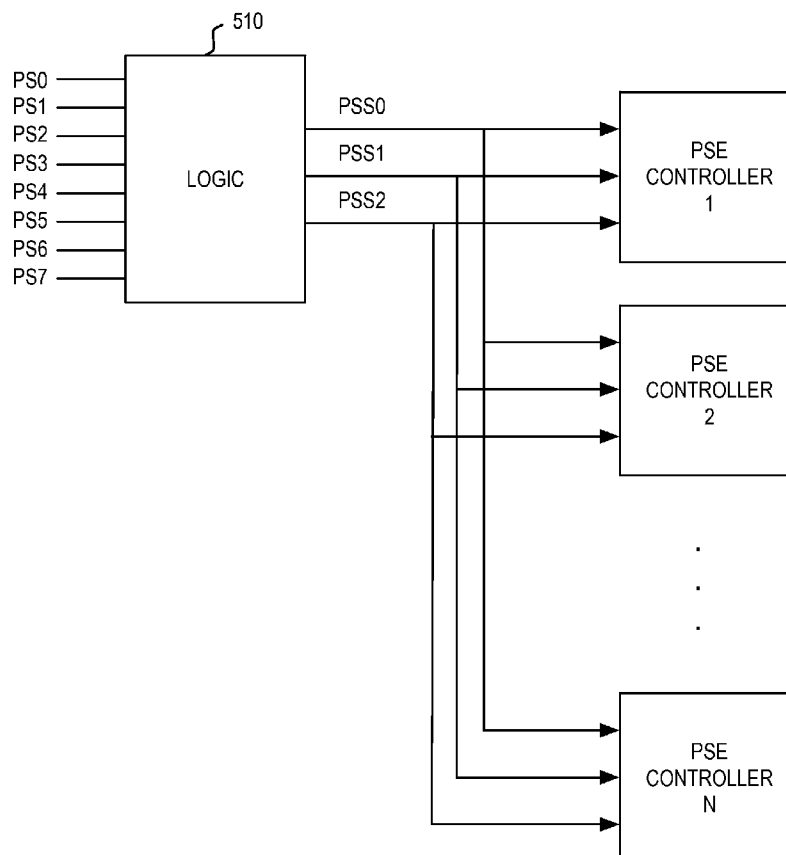 510
PS0
PS1
PS2
PS3
PS4
PS5
PS6
PS7
LOGIC
PSS0
PSS1
PSS2
PSE
CONTROLLER
1
PSE
CONTROLLER
2
.
.
.
PSE
CONTROLLER
N